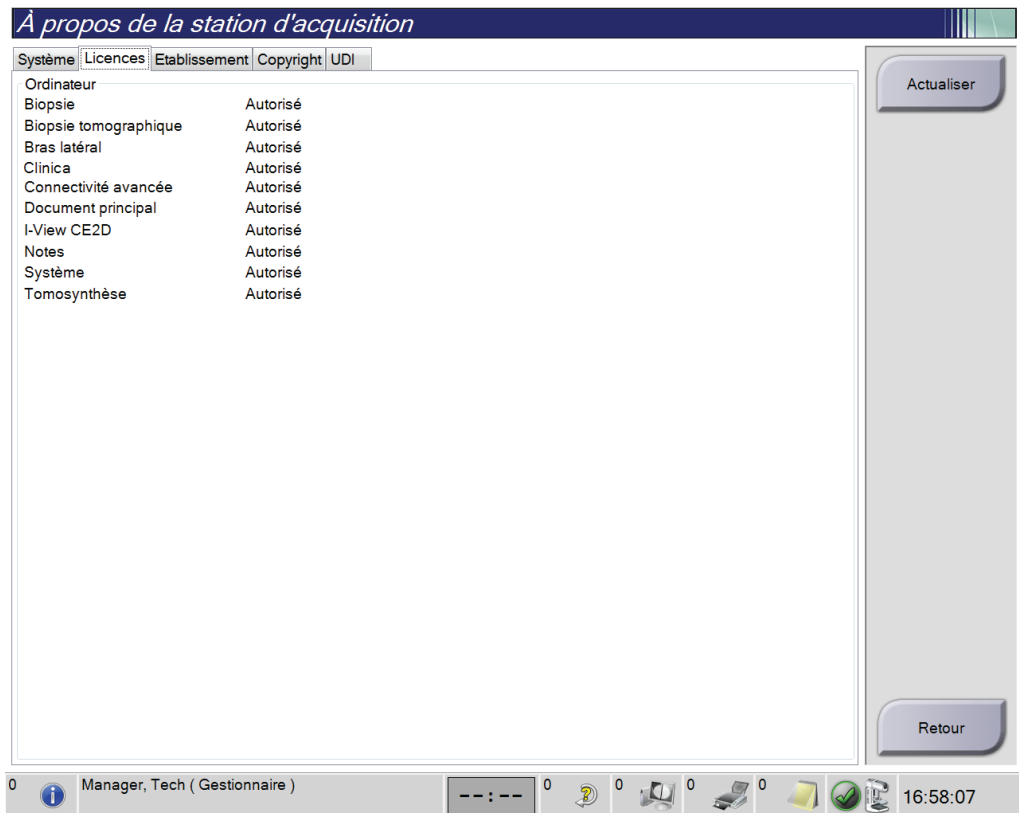 À propos de la station d'acquisition
Système Licences Etablissement Copyright UDI
Ordinateur
Actualiser
Biopsie Autorisé
Biopsie tomographique Autorisé
Bras latéral Autorisé
Clinica Autorisé
Connectivité avancée Autorisé
Document principal Autorisé
I-View CE2D Autorisé
Notes Autorisé
Système Autorisé
Tomosynthèse Autorisé
Retour
0 Manager, Tech ( Gestionnaire ) --:-- 0 0 0 0 16:58:07